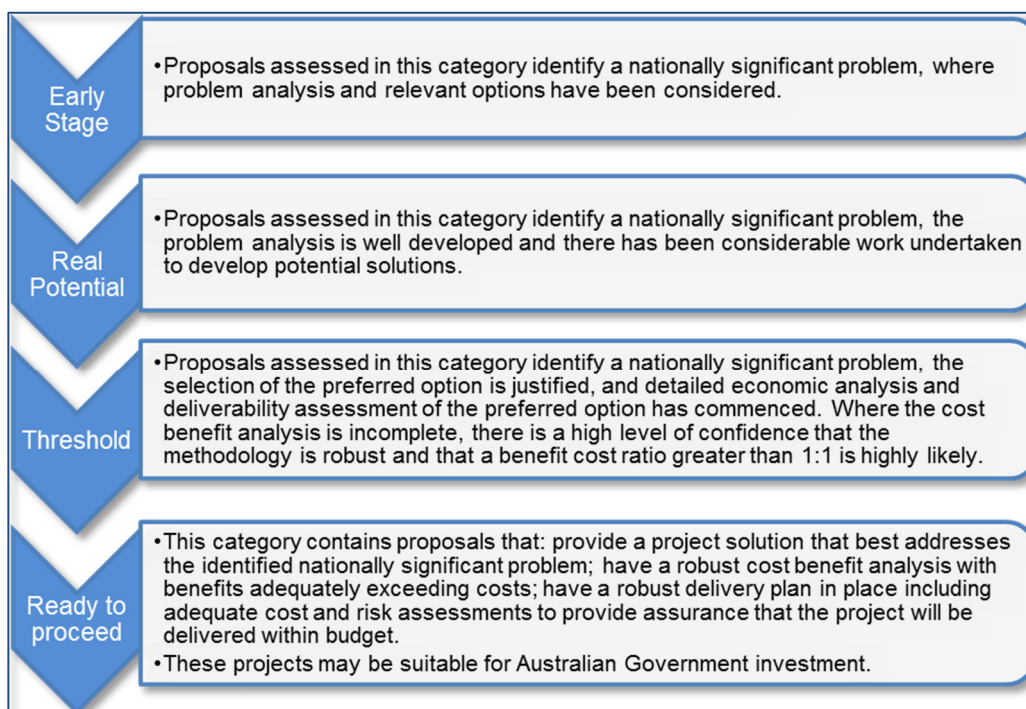 Early
Stage
•Proposals assessed in this category identify a nationally significant problem, where
problem analysis and relevant options have been considered.
Real
Potential
•Proposals assessed in this category identify a nationally significant problem, the
problem analysis is well developed and there has been considerable work undertaken
to develop potential solutions.
Threshold
•Proposals assessed in this category identify a nationally significant problem, the
selection of the preferred option is justified, and detailed economic analysis and
deliverability assessment of the preferred option has commenced. Where the cost
benefit analysis is incomplete, there is a high level of confidence that the
methodology is robust and that a benefit cost ratio greater than 1:1 is highly likely.
Ready to
proceed
•This category contains proposals that: provide a project solution that best addresses
the identified nationally significant problem; have a robust cost benefit analysis with
benefits adequately exceeding costs; have a robust delivery plan in place including
adequate cost and risk assessments to provide assurance that the project will be
delivered within budget.
•These projects may be suitable for Australian Government investment.